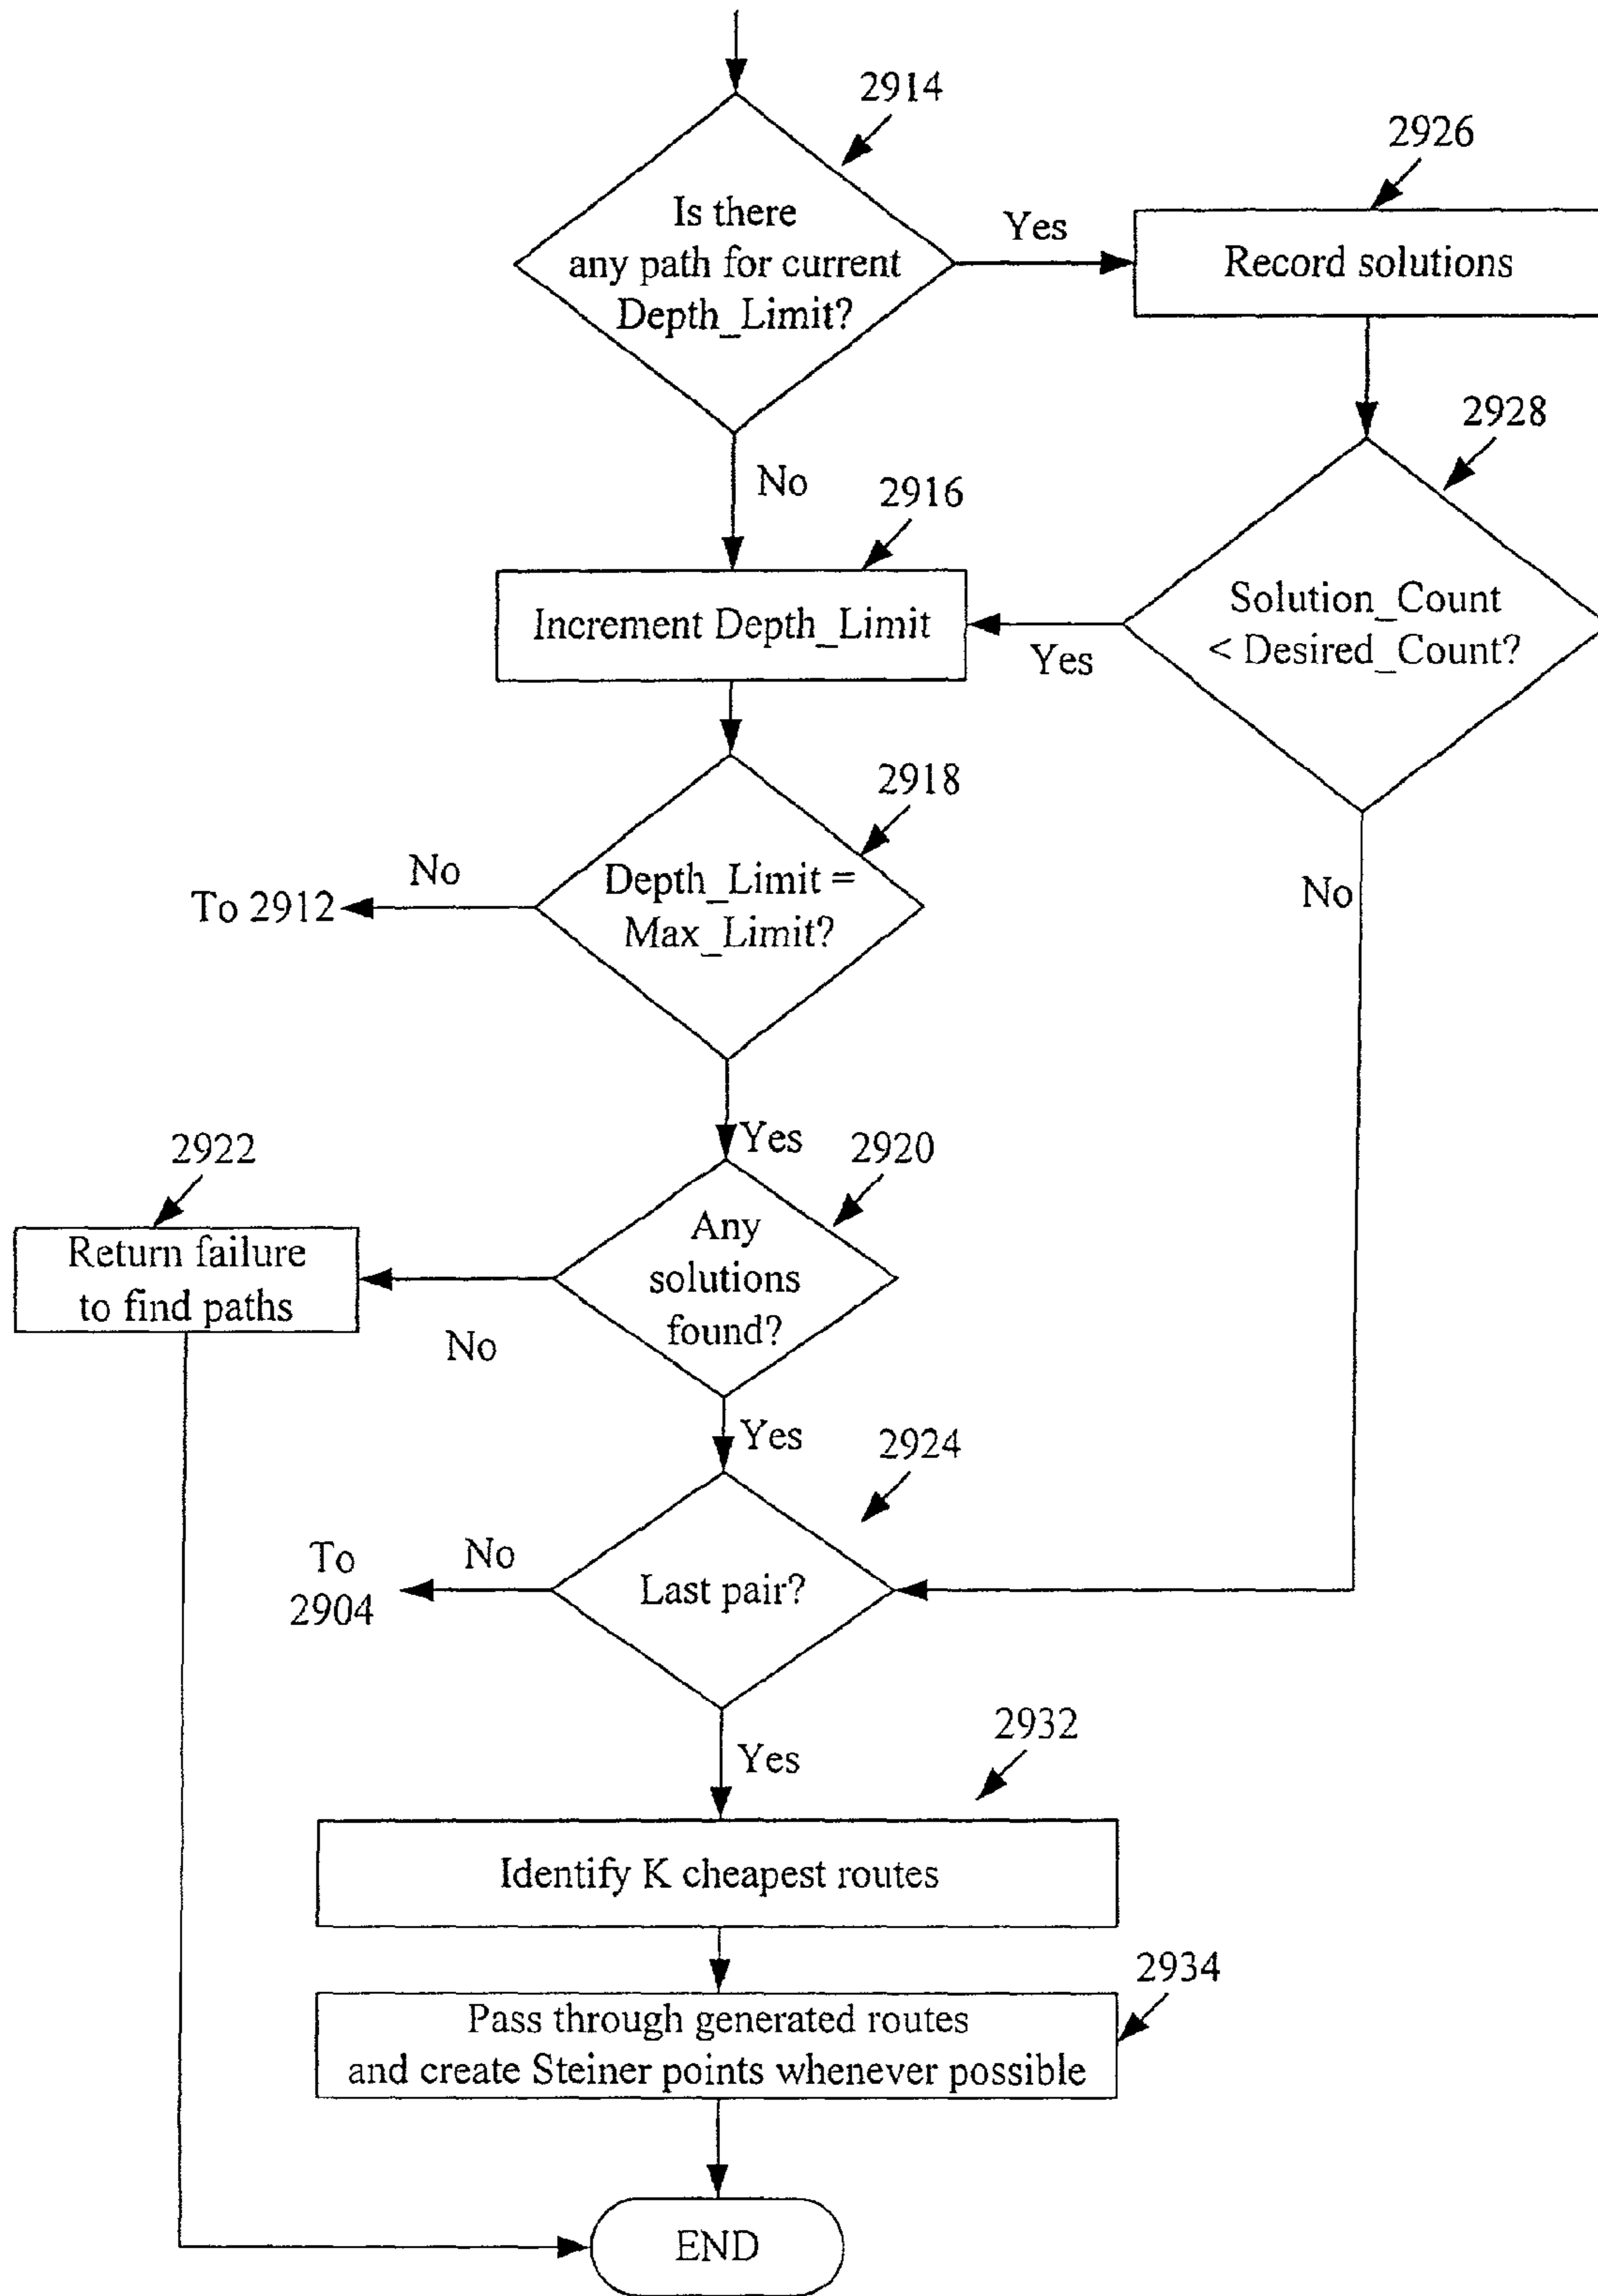 2914
2926
Is there
any path for current
Depth_Limit?
Yes
Record solutions
2928
No
2916
Increment Depth_Limit
Solution_Count
< Desired_Count?
Yes
2918
Depth_Limit =
Max_Limit?
No
To 2912
No
Yes
2922
2920
Return failure
to find paths
Any
solutions
found?
No
Yes
2924
To
2904
No
Last pair?
2932
Yes
Identify K cheapest routes
2934
Pass through generated routes
and create Steiner points whenever possible
END